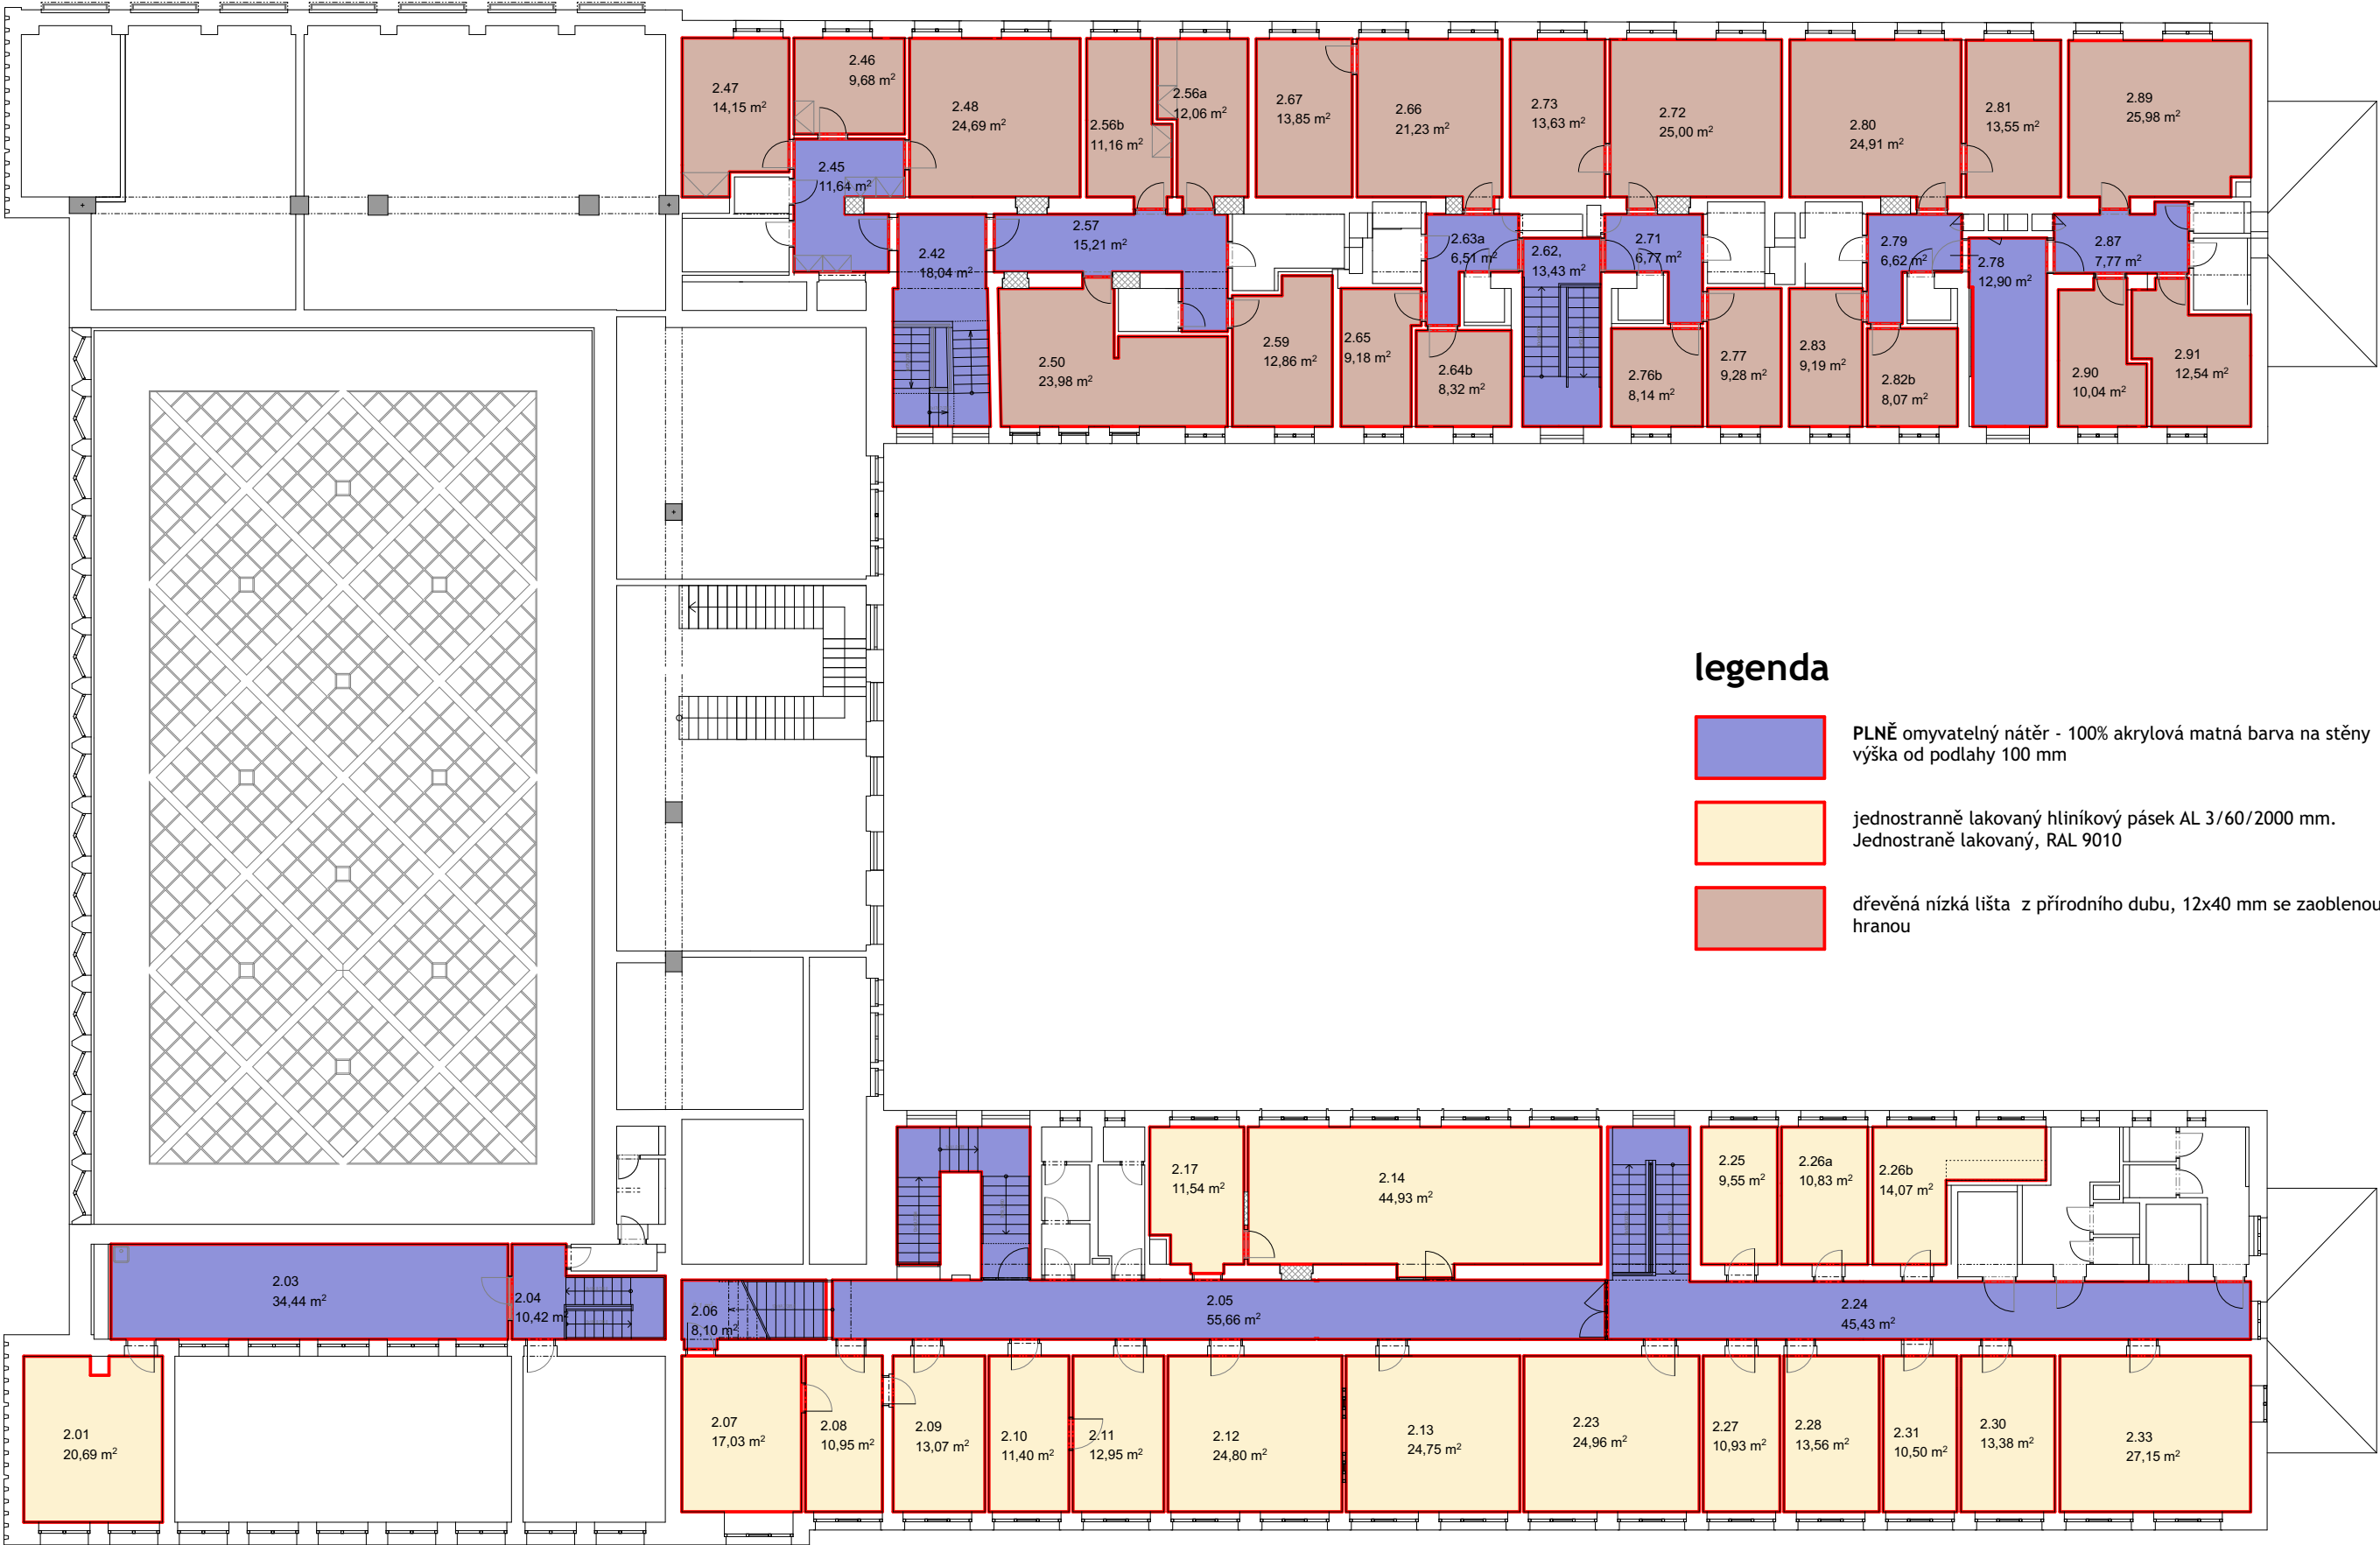 2.47
14,15 m²
2.46
9,68 m²
2.48
24,69 m²
2.56b
11,16 m²
2.56a
12,06 m²
2.67
13,85 m²
2.66
21,23 m²
2.73
13,63 m²
2.72
25,00 m²
2.80
24,91 m²
2.81
13,55 m²
2.89
25,98 m²
2.45
11,64 m²
2.42
18,04 m²
2.57
15,21 m²
2.63a
6,51 m²
2.62,
13,43 m²
2.71
6,77 m²
2.79
6,62 m²
2.78
12,90 m²
2.87
7,77 m²
2.50
23,98 m²
2.59
12,86 m²
2.65
9,18 m²
2.64b
8,32 m²
2.76b
8,14 m²
2.77
9,28 m²
2.83
9,19 m²
2.82b
8,07 m²
2.90
10,04 m²
2.91
12,54 m²
legenda
PLNĚ omyvatelný nátěr - 100% akrylová matná barva na stěny
výška od podlahy 100 mm
jednostranně lakovaný hliníkový pásek AL 3/60/2000 mm.
Jednostraně lakovaný, RAL 9010
dřevěná nízká lišta z přírodního dubu, 12x40 mm se zaoblenou
hranou
2.17
11,54 m²
2.14
44,93 m²
2.25
9,55 m²
2.26a
10,83 m²
2.26b
14,07 m²
2.03
34,44 m²
2.04
10,42 m²
2.06
8,10 m²
2.05
55,66 m²
2.24
45,43 m²
2.01
20,69 m²
2.07
17,03 m²
2.08
10,95 m²
2.09
13,07 m²
2.10
11,40 m²
2.11
12,95 m²
2.12
24,80 m²
2.13
24,75 m²
2.23
24,96 m²
2.27
10,93 m²
2.28
13,56 m²
2.31
10,50 m²
2.30
13,38 m²
2.33
27,15 m²